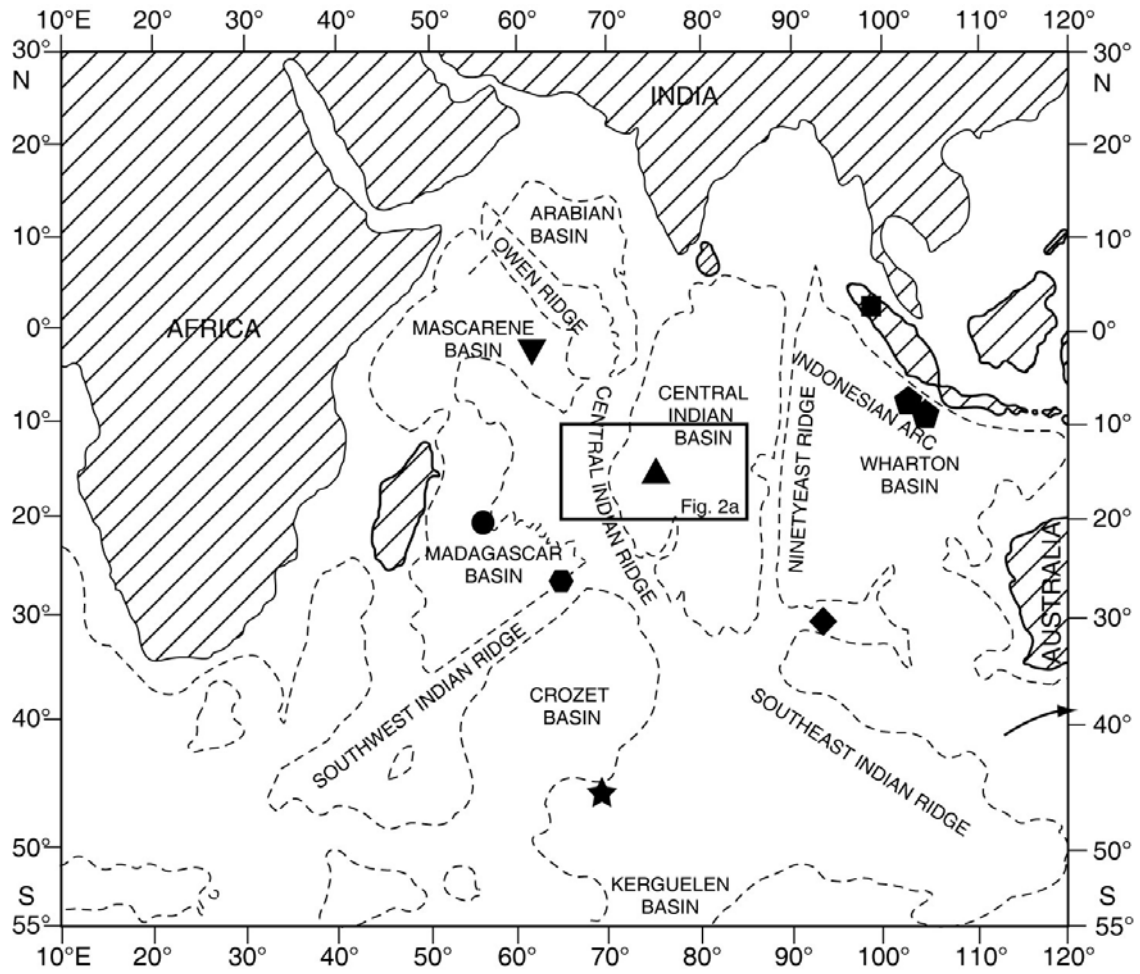 10° 20° 30° 40° 50° 60° 70° 80° 90° 100° 110° 120°
30° 30°
N N
INDIA
20° 20°
ARABIAN
BASIN
10° 10°
OWEN RIDGE
AFRICA
MASCARENE
BASIN
0° 0°
INDONESIAN ARC
CENTRAL
INDIAN
BASIN
CENTRAL INDIAN RIDGE
NINETYEAST RIDGE
10° 10°
WHARTON
BASIN
Fig. 2a
20° 20°
MADAGASCAR
BASIN
AUSTRALIA
30° 30°
SOUTHWEST INDIAN RIDGE
CROZET
BASIN
SOUTHEAST INDIAN RIDGE
40° 40°
50° 50°
KERGUELEN
BASIN
S S
55° 55°
10°E 20° 30° 40° 50° 60° 70° 80° 90° 100° 110° 120°